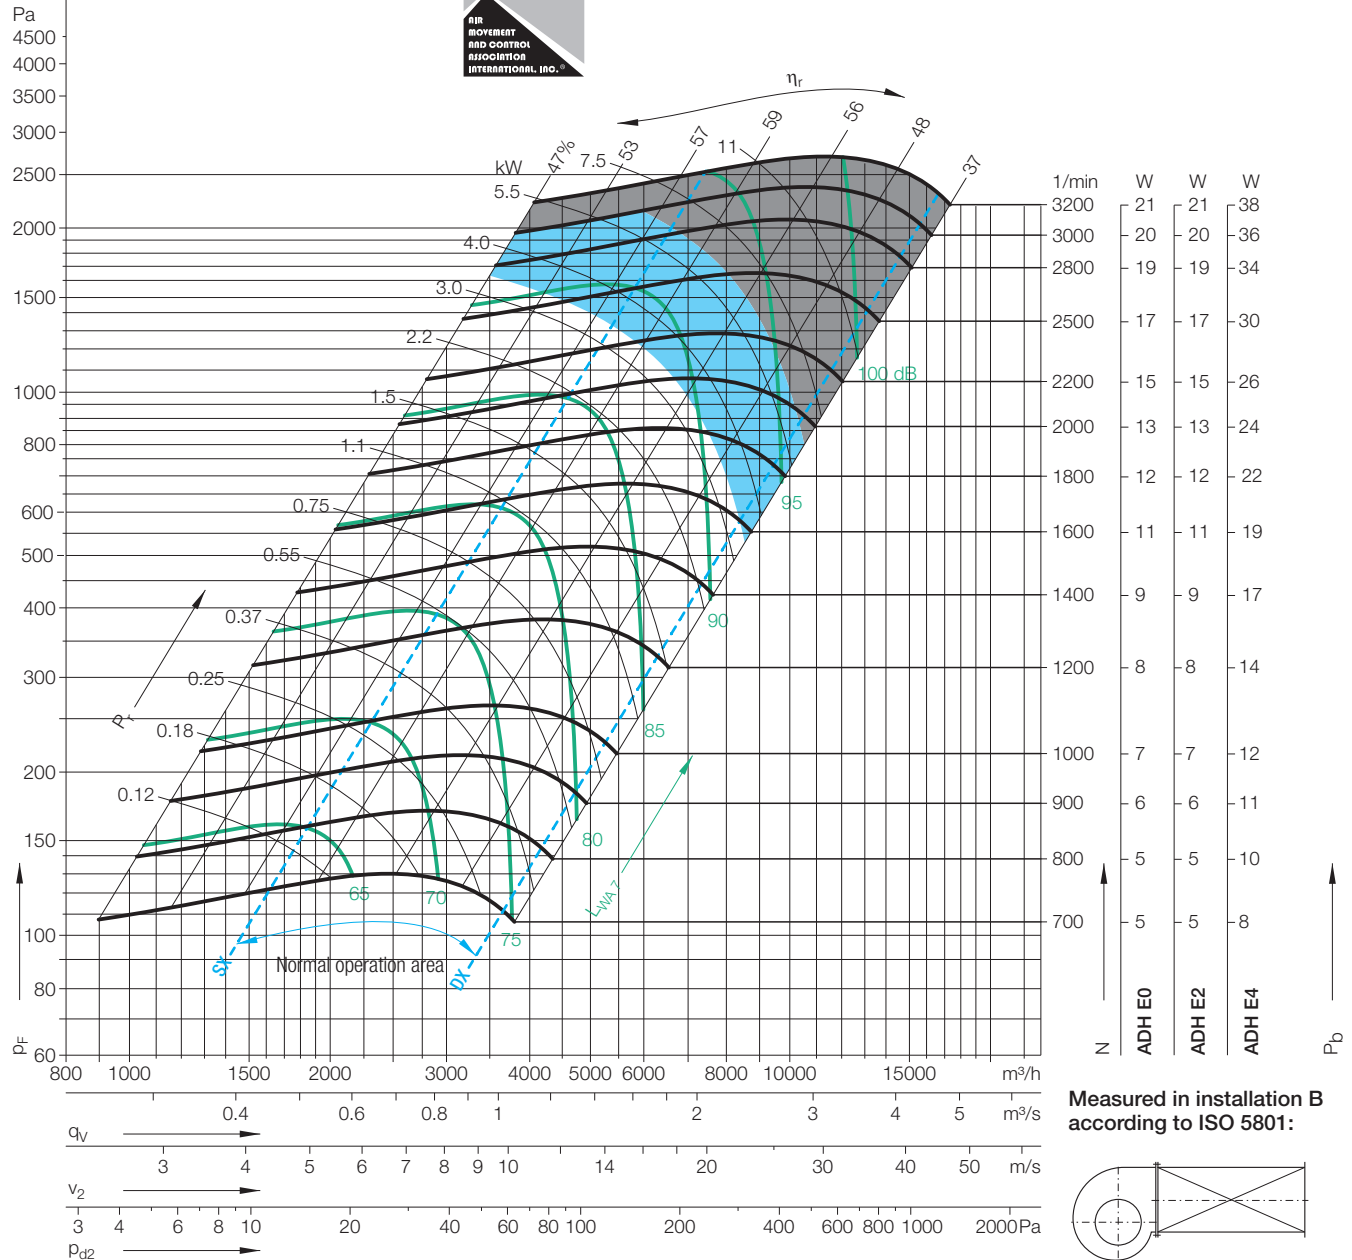 Pa
AIR
MOVEMENT
AND CONTROL
ASSOCIATION
INTERNATIONAL, INC.®
4500
4000
3500
3000
2500
2000
1500
1000
800
600
500
400
300
200
150
100
80
60
pF
ηr
kW 47% 53 57 59 56 48 37
5.5 7.5 11
4.0
3.0
2.2
1.5
1.1
0.75
0.55
0.37
0.25
0.18
0.12
Pr
100 dB
95
90
85
80
75
70
65
LWA 7
SX
Normal operation area
DX
1/min W W W
3200 21 21 38
3000 20 20 36
2800 19 19 34
2500 17 17 30
2200 15 15 26
2000 13 13 24
1800 12 12 22
1600 11 11 19
1400 9 9 17
1200 8 8 14
1000 7 7 12
900 6 6 11
800 5 5 10
700 5 5 8
N ADH E0 ADH E2 ADH E4 Pb
800 1000 1500 2000 3000 4000 5000 6000 8000 10000 15000 m³/h
0.4 0.6 0.8 1 2 3 4 5 m³/s
qV
3 4 5 6 7 8 9 10 14 20 30 40 50 m/s
v2
3 4 6 8 10 20 40 60 80 100 200 400 600 800 1000 2000 Pa
pd2
Measured in installation B
according to ISO 5801: